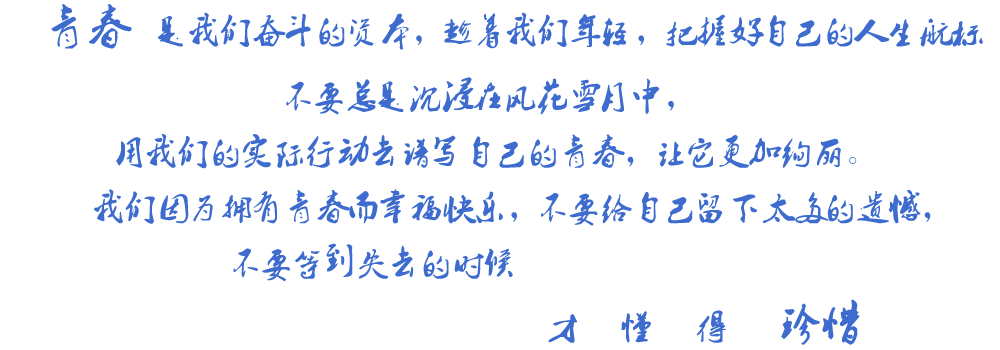 青春 是我们奋斗的资本，趁着我们年轻，把握好自己的人生航标
不要总是沉浸在风花雪月中，
用我们的实际行动去谱写自己的青春，让它更加绚丽。
我们因为拥有青春而幸福快乐，不要给自己留下太多的遗憾，
不要等到失去的时候
才 懂 得 珍惜